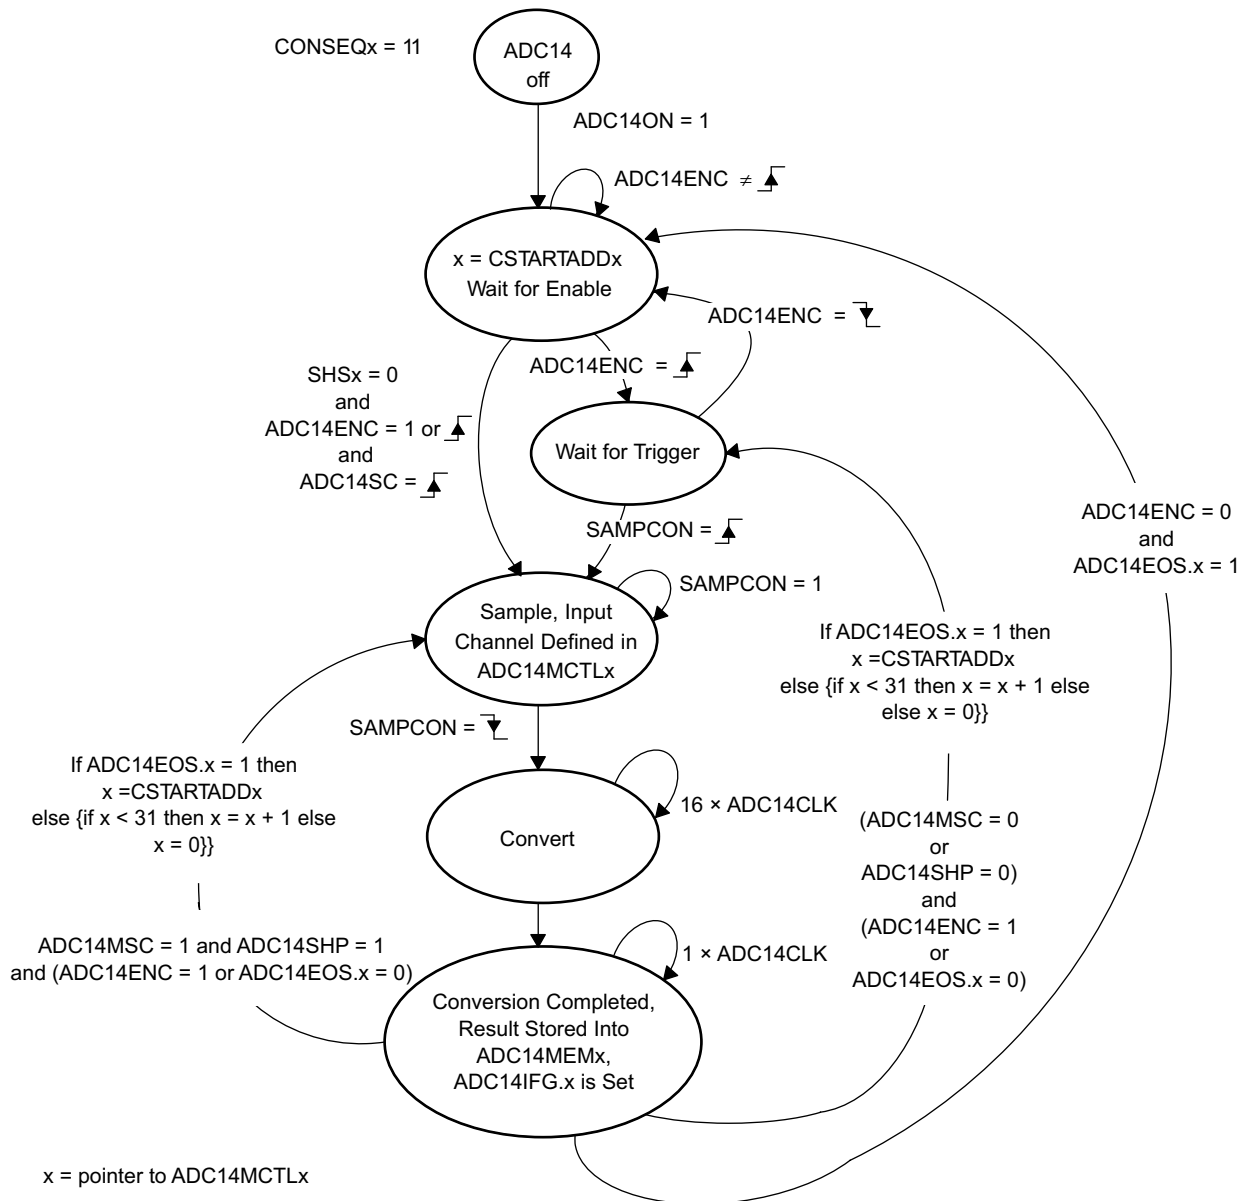 CONSEQx = 11
ADC14
off
ADC14ON = 1
ADC14ENC ≠
x = CSTARTADDx
Wait for Enable
ADC14ENC =
ADC14ENC =
SHSx = 0
and
ADC14ENC = 1 or
and
ADC14SC =
Wait for Trigger
SAMPCON =
ADC14ENC = 0
and
ADC14EOS.x = 1
SAMPCON = 1
Sample, Input
Channel Defined in
ADC14MCTLx
If ADC14EOS.x = 1 then
x =CSTARTADDx
else {if x < 31 then x = x + 1 else
else x = 0}}
SAMPCON =
If ADC14EOS.x = 1 then
x =CSTARTADDx
else {if x < 31 then x = x + 1 else
x = 0}}
16 × ADC14CLK
Convert
(ADC14MSC = 0
or
ADC14SHP = 0)
and
(ADC14ENC = 1
or
ADC14EOS.x = 0)
ADC14MSC = 1 and ADC14SHP = 1
and (ADC14ENC = 1 or ADC14EOS.x = 0)
1 × ADC14CLK
Conversion Completed,
Result Stored Into
ADC14MEMx,
ADC14IFG.x is Set
x = pointer to ADC14MCTLx